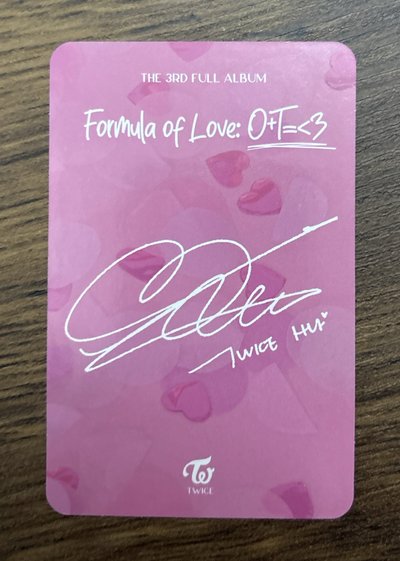 THE 3RD FULL ALBUM
Formula of Love: O+T=<3
TWICE
TWICE